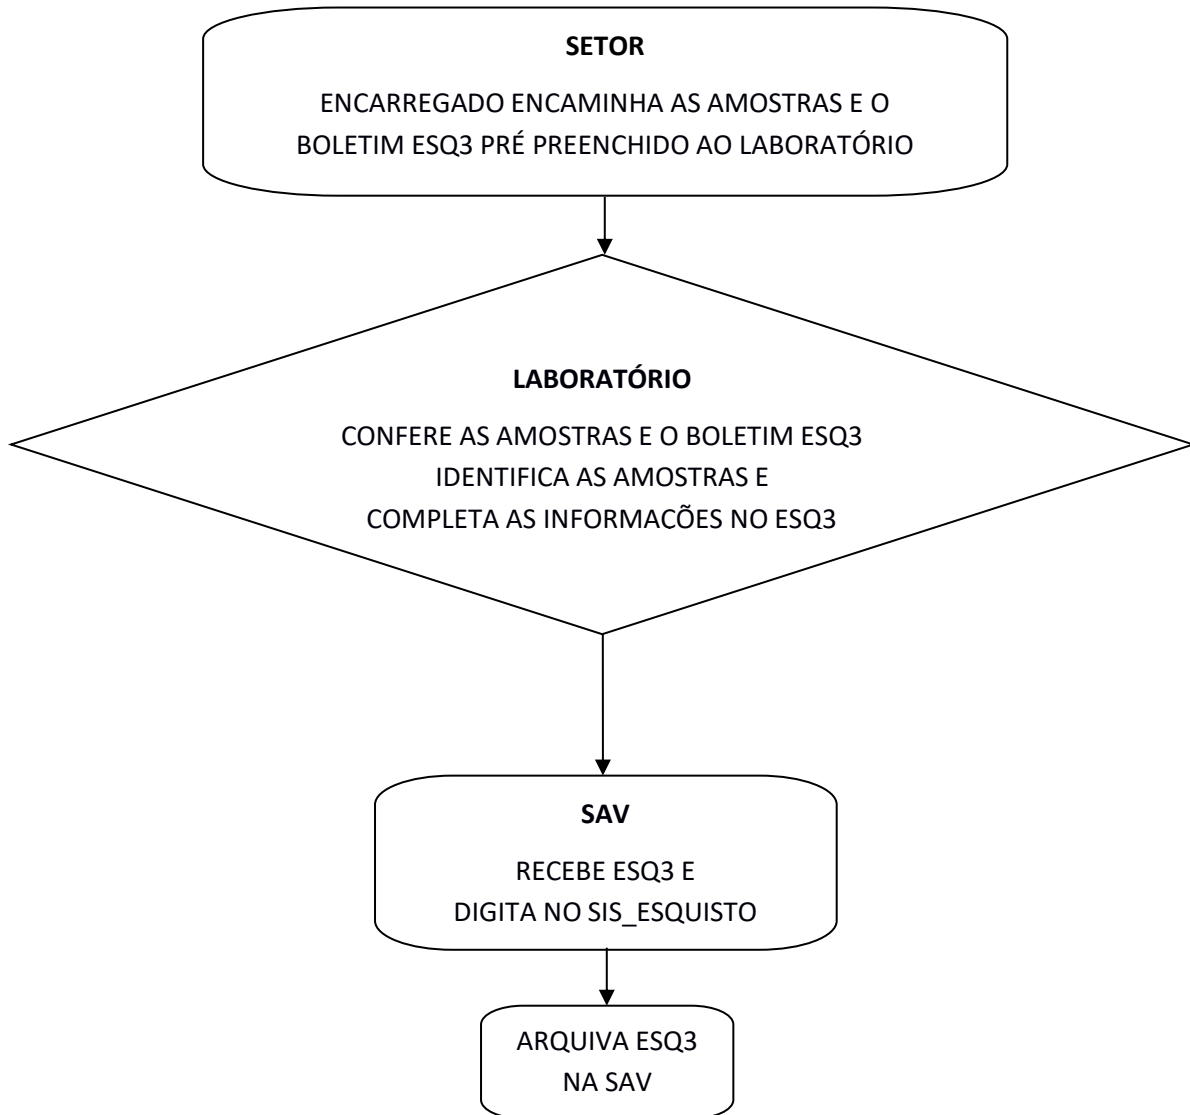 SETOR
ENCARREGADO ENCAMINHA AS AMOSTRAS E O
BOLETIM ESQ3 PRÉ PREENCHIDO AO LABORATÓRIO
LABORATÓRIO
CONFERE AS AMOSTRAS E O BOLETIM ESQ3
IDENTIFICA AS AMOSTRAS E
COMPLETA AS INFORMACÕES NO ESQ3
SAV
RECEBE ESQ3 E
DIGITA NO SIS_ESQUISTO
ARQUIVA ESQ3
NA SAV